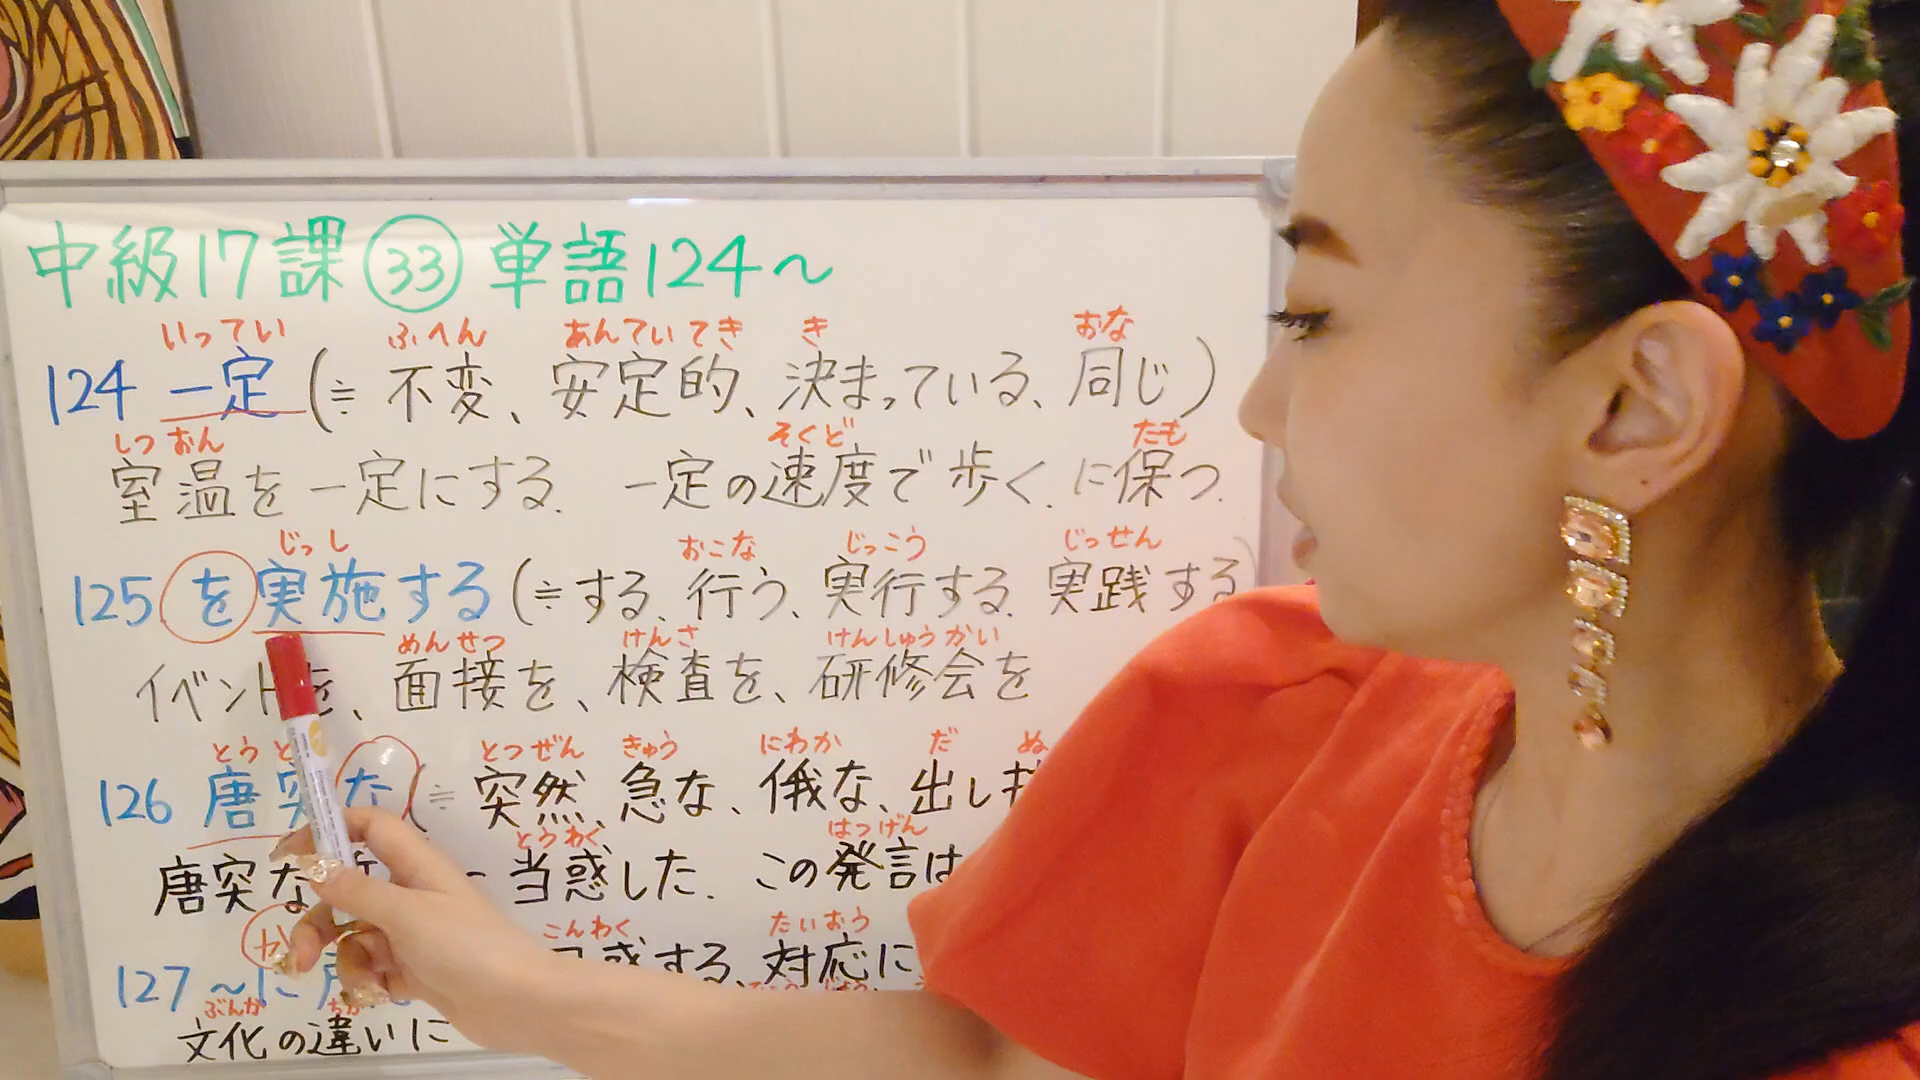 中級17課 ㉝ 単語124～
いってい ふへん あんていてき き おな
124 一定 (≒ 不変、安定的、決まっている、同じ)
しつおん そくど たも
室温を一定にする. 一定の速度で歩く. に保つ.
じっし おこな じっこう じっせん
125 を実施する (≒する、行う、実行する、実践する)
めんせつ けんさ けんしゅうかい
イベントを、面接を、検査を、研修会を
とうと とつぜん きゅう にわか だ ぬ
126 唐突な (≒ 突然、急な、俄な、出し
とうわく はつげん
唐突な 当惑した. この発言は
か こんわく たいおう
127 ～に 惑する、対応に
ぶんか ちが
文化の違いに